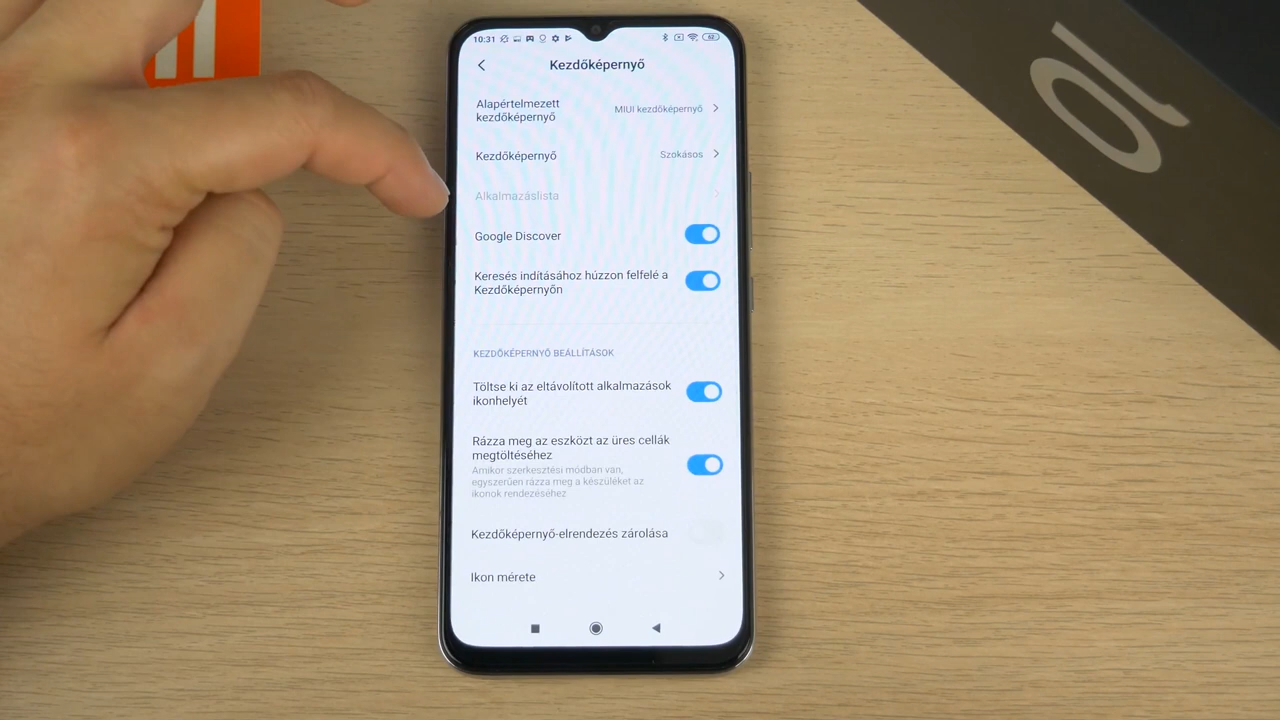 10:31
62
Kezdőképernyő
Alapértelmezett
kezdőképernyő
MIUI kezdőképernyő
Kezdőképernyő
Szokásos
Alkalmazáslista
Google Discover
Keresés indításához húzzon felfelé a
Kezdőképernyőn
KEZDŐKÉPERNYŐ BEÁLLÍTÁSOK
Töltse ki az eltávolított alkalmazások
ikonhelyét
Rázza meg az eszközt az üres cellák
megtöltéséhez
Amikor szerkesztési módban van,
egyszerűen rázza meg a készüléket az
ikonok rendezéséhez
Kezdőképernyő-elrendezés zárolása
Ikon mérete
10